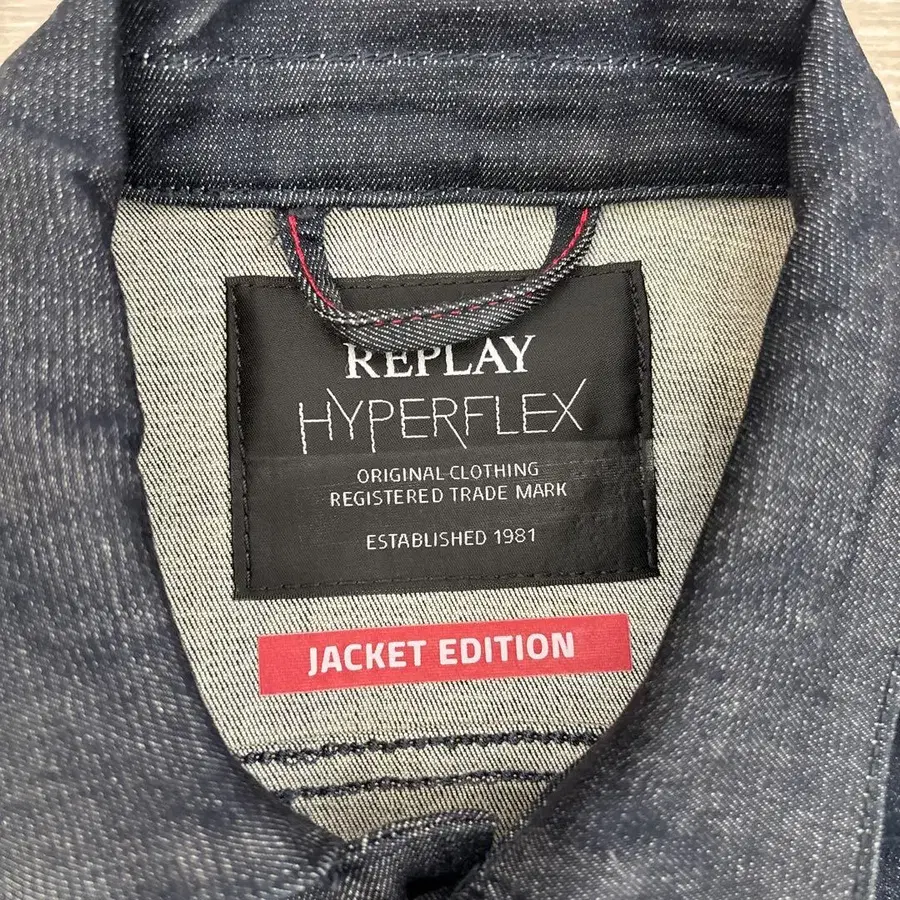 REPLAY
HYPERFLEX
ORIGINAL CLOTHING
REGISTERED TRADE MARK
ESTABLISHED 1981
JACKET EDITION